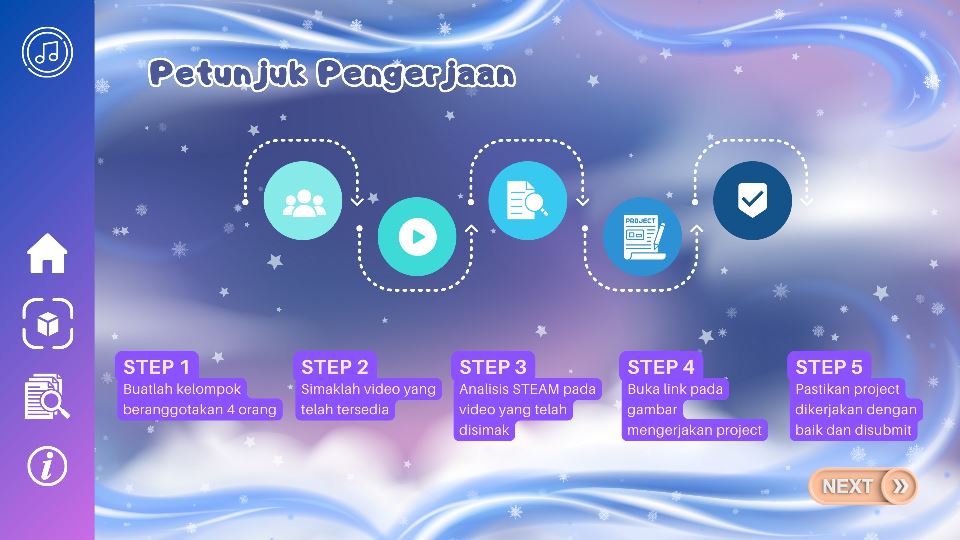 Petunjuk Pengerjaan
PROJECT
STEP 1
Buatlah kelompok
beranggotakan 4 orang
STEP 2
Simaklah video yang
telah tersedia
STEP 3
Analisis STEAM pada
video yang telah
disimak
STEP 4
Buka link pada
gambar
mengerjakan project
STEP 5
Pastikan project
dikerjakan dengan
baik dan disubmit
NEXT